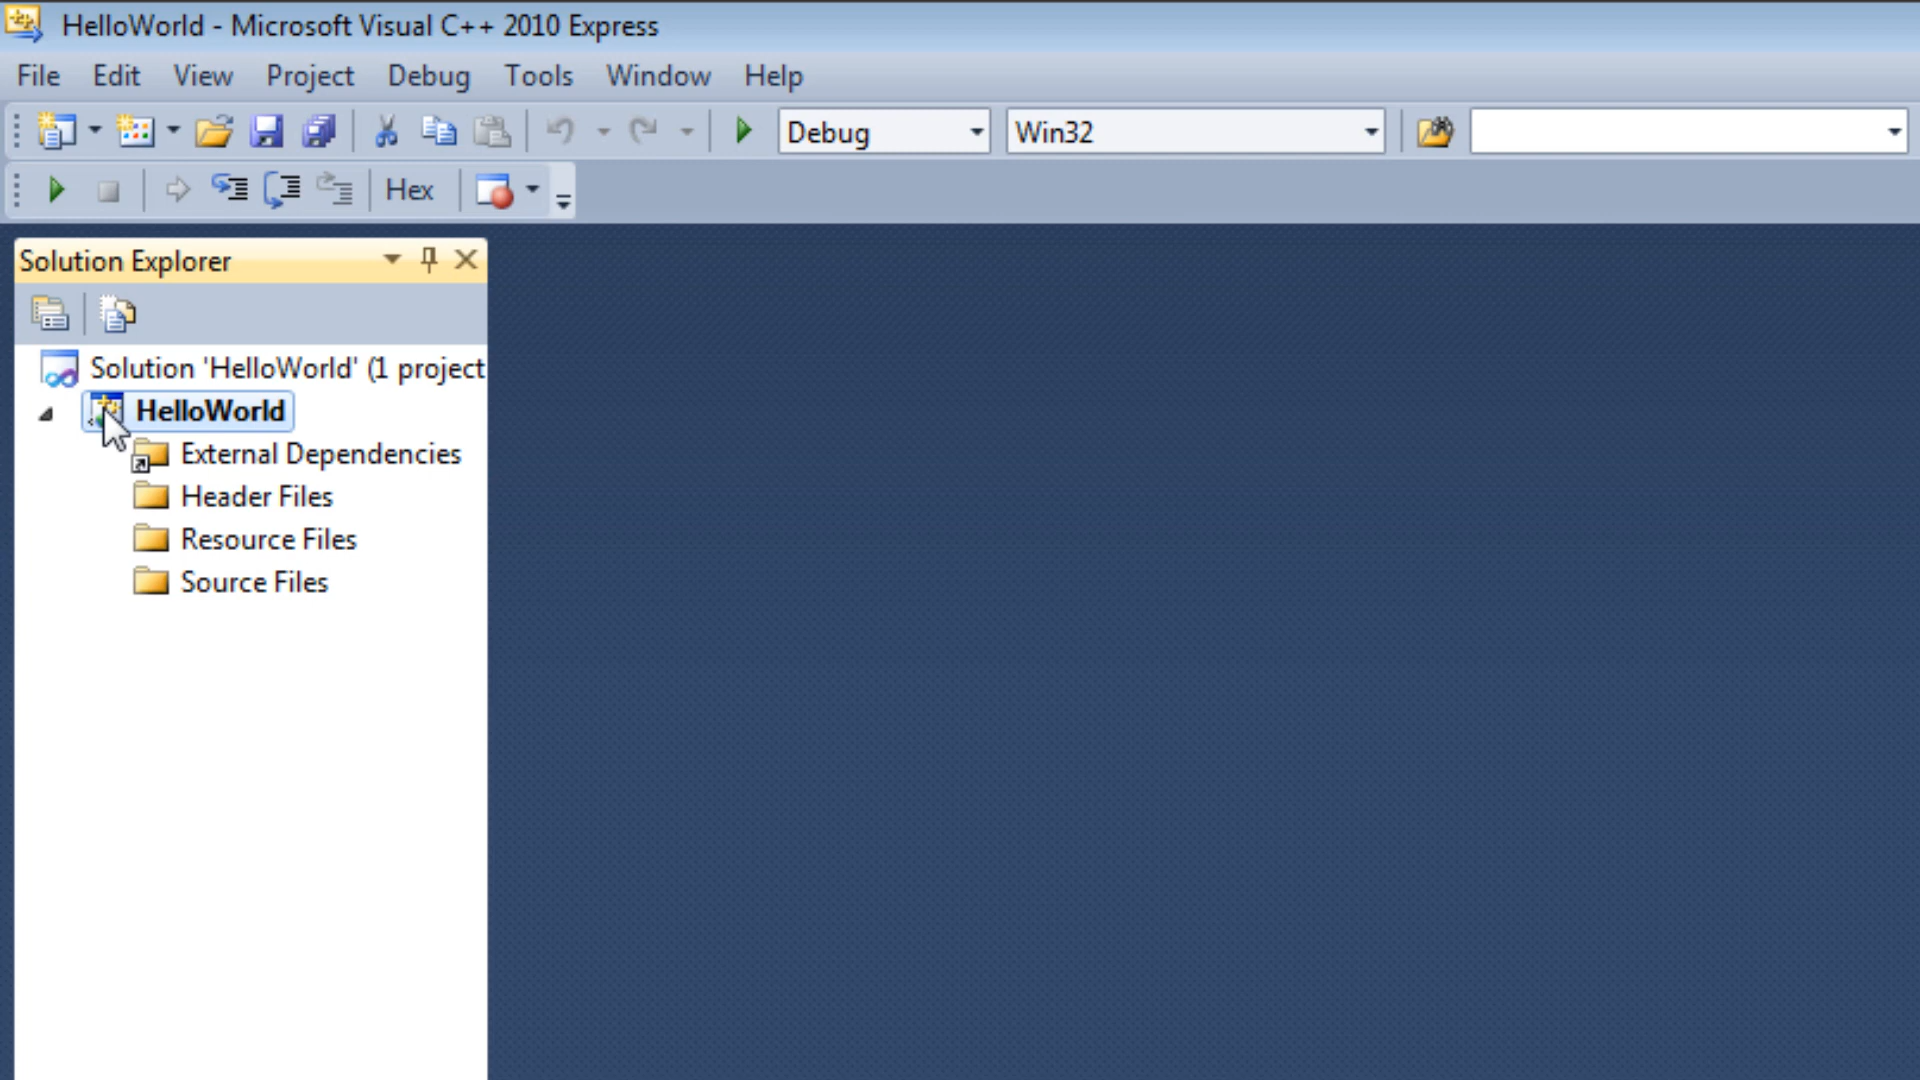 HelloWorld - Microsoft Visual C++ 2010 Express
File Edit View Project Debug Tools Window Help
Debug Win32
Hex
Solution Explorer
Solution 'HelloWorld' (1 project
HelloWorld
External Dependencies
Header Files
Resource Files
Source Files